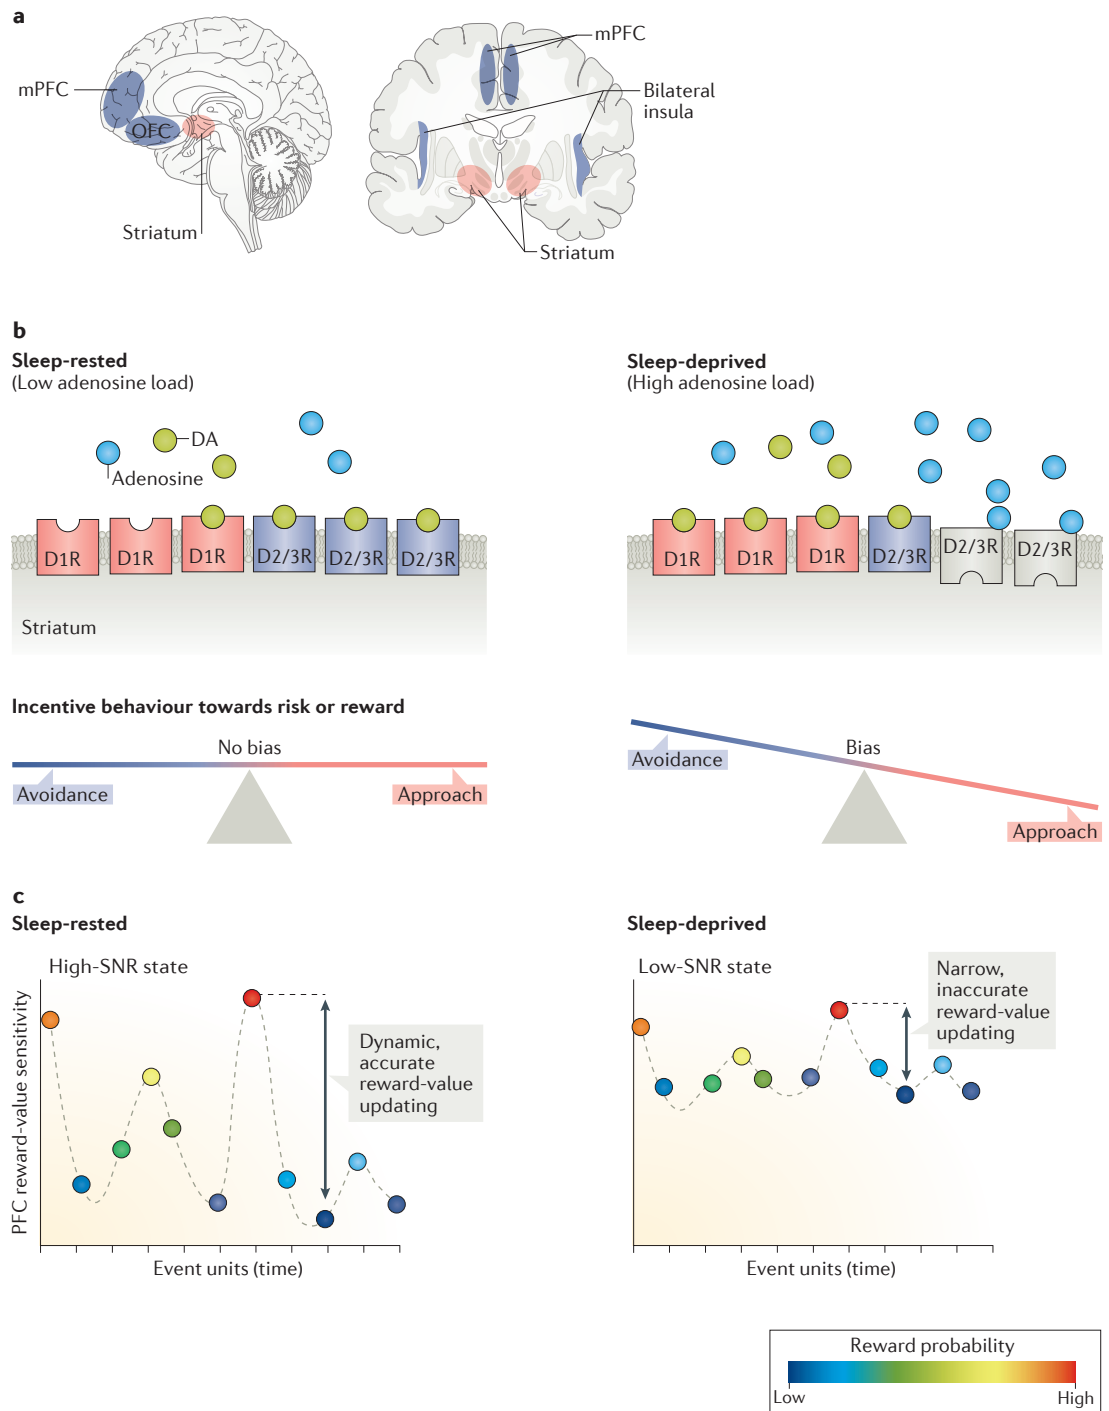 a
mPFC
OFC
Striatum
mPFC
Bilateral
insula
Striatum
b
Sleep-rested
(Low adenosine load)
DA
Adenosine
D1R
D1R
D1R
D2/3R
D2/3R
D2/3R
Striatum
Sleep-deprived
(High adenosine load)
D1R
D1R
D1R
D2/3R
D2/3R
D2/3R
Incentive behaviour towards risk or reward
No bias
Avoidance
Approach
Bias
Avoidance
Approach
c
Sleep-rested
High-SNR state
PFC reward-value sensitivity
Dynamic,
accurate
reward-value
updating
Event units (time)
Sleep-deprived
Low-SNR state
Narrow,
inaccurate
reward-value
updating
Event units (time)
Reward probability
Low
High